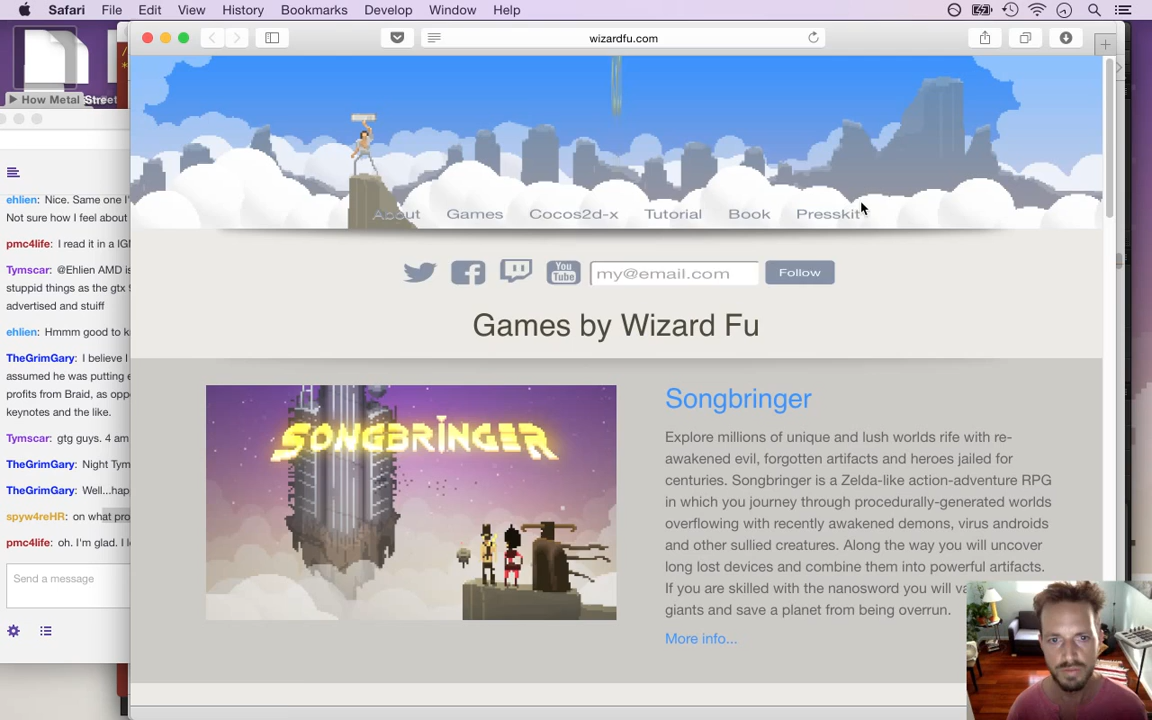 Safari File Edit View History Bookmarks Develop Window Help
wizardfu.com
How Metal Street
ehlien: Nice. Same one I'
Not sure how I feel about
pmc4life: I read it in a IGN
Tymscar: @Ehlien AMD is
stuppid things as the gtx
advertised and stuiff
ehlien: Hmmm good to k
TheGrimGary: I believe I
assumed he was putting e
profits from Braid, as opp
keynotes and the like.
Tymscar: gtg guys. 4 am
TheGrimGary: Night Tym
TheGrimGary: Well...hap
spyw4reHR: on what pro
pmc4life: oh. I'm glad. I l
Send a message
About Games Cocos2d-x Tutorial Book Presskit
You
Tube
my@email.com Follow
Games by Wizard Fu
SONGBRINGER
Songbringer
Explore millions of unique and lush worlds rife with re-
awakened evil, forgotten artifacts and heroes jailed for
centuries. Songbringer is a Zelda-like action-adventure RPG
in which you journey through procedurally-generated worlds
overflowing with recently awakened demons, virus androids
and other sullied creatures. Along the way you will uncover
long lost devices and combine them into powerful artifacts.
If you are skilled with the nanosword you will va
giants and save a planet from being overrun.
More info...